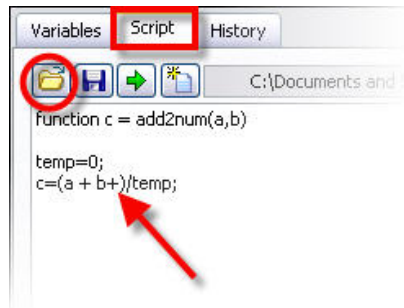 Variables Script History
C:\Documents and
function c = add2num(a,b)
temp=0;
c=(a + b+)/temp;